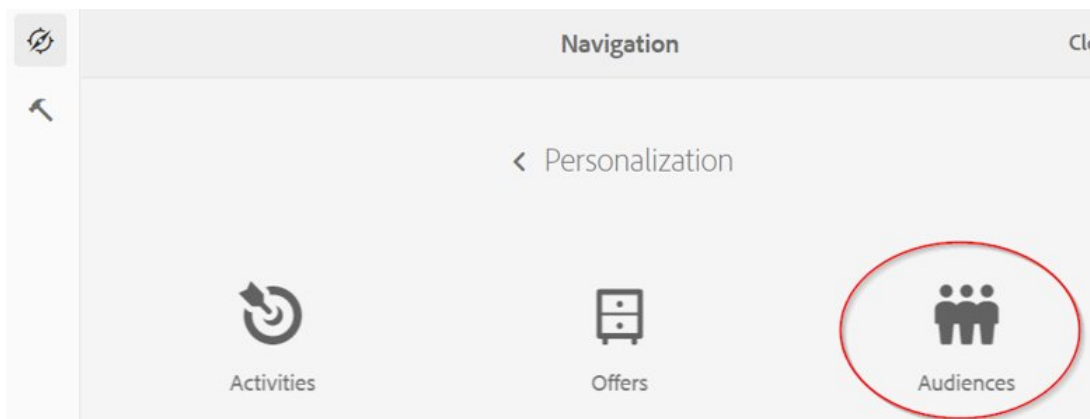 Navigation
Personalization
Activities
Offers
Audiences